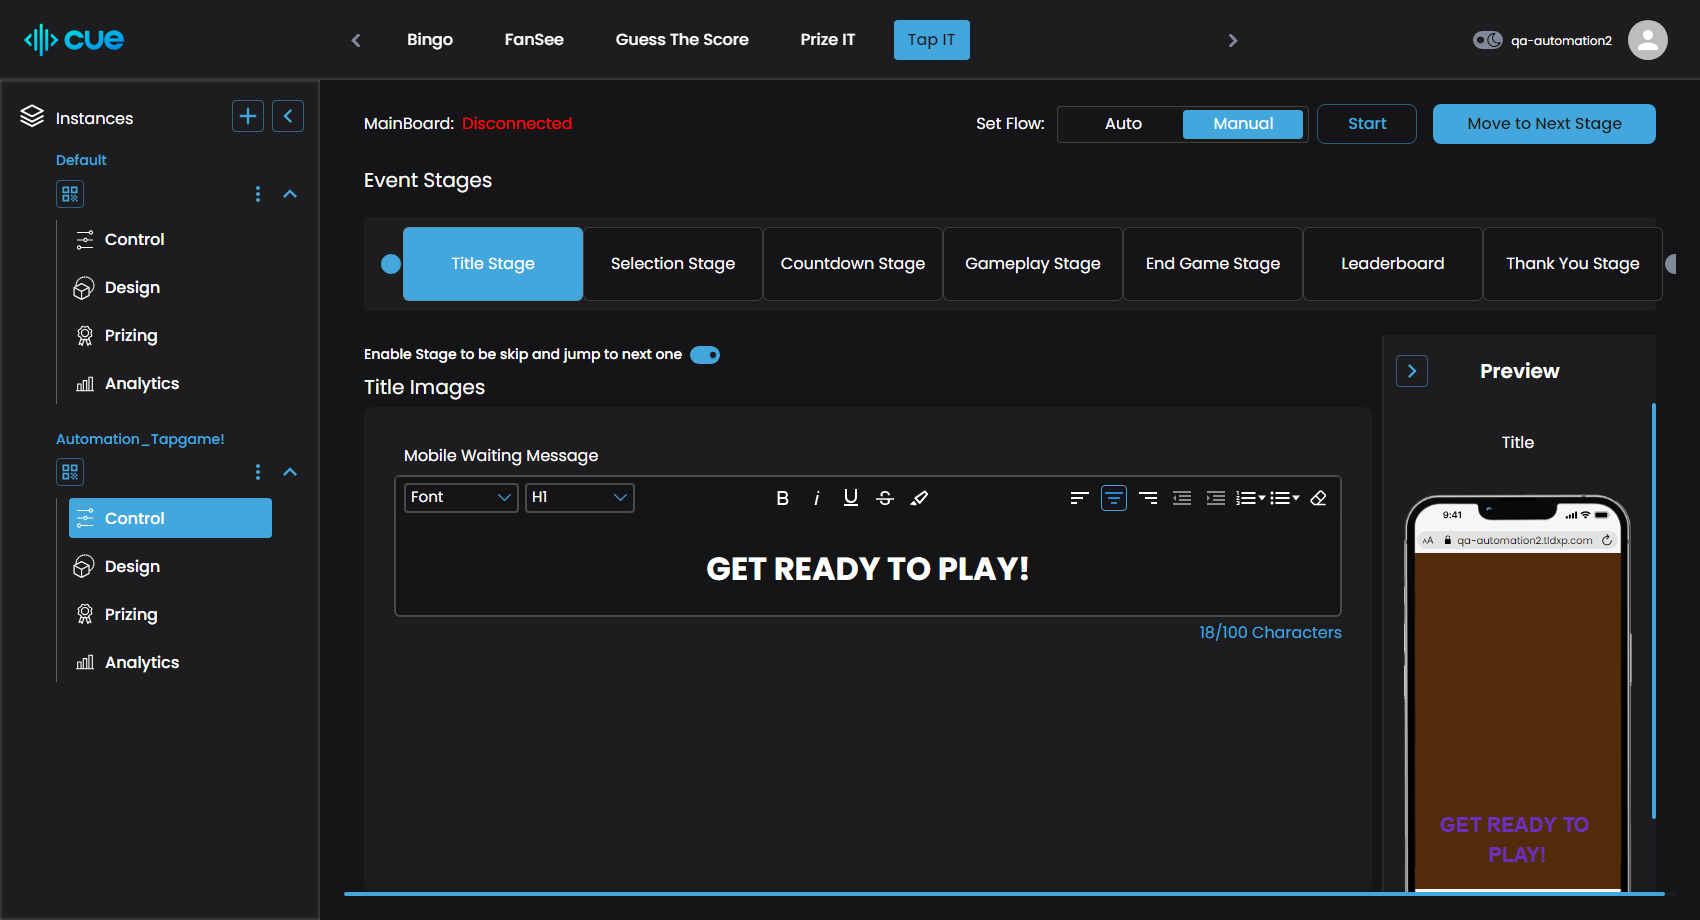 cue
Bingo
FanSee
Guess The Score
Prize IT
Tap IT
qa-automation2
Instances
Default
Control
Design
Prizing
Analytics
Automation_Tapgame!
Control
Design
Prizing
Analytics
MainBoard: Disconnected
Set Flow:
Auto
Manual
Start
Move to Next Stage
Event Stages
Title Stage
Selection Stage
Countdown Stage
Gameplay Stage
End Game Stage
Leaderboard
Thank You Stage
Enable Stage to be skip and jump to next one
Title Images
Mobile Waiting Message
Font
H1
B
i
U
S
GET READY TO PLAY!
18/100 Characters
Preview
Title
9:41
AA
qa-automation2.tldxp.com
GET READY TO
PLAY!